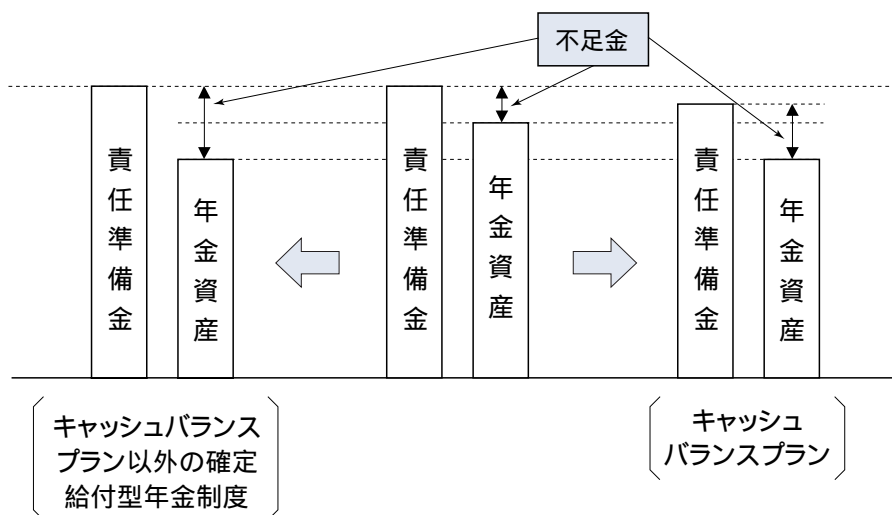 不足金
責任準備金
年金資産
責任準備金
年金資産
責任準備金
年金資産
キャッシュバランス
プラン以外の確定
給付型年金制度
キャッシュ
バランスプラン